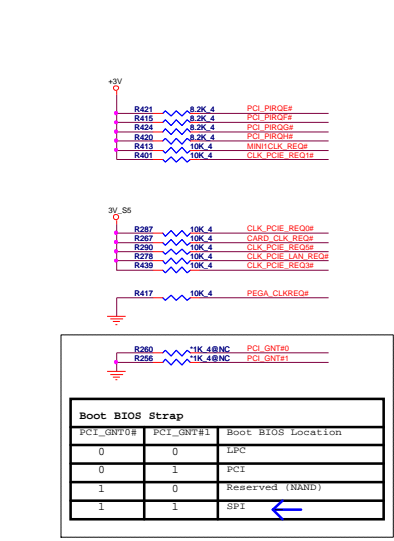 +3V
R421 8.2K_4 PCI_PIRQE#
R415 8.2K_4 PCI_PIRQF#
R424 8.2K_4 PCI_PIRQG#
R420 8.2K_4 PCI_PIRQH#
R413 10K_4 MINI1CLK_REQ#
R401 10K_4 CLK_PCIE_REQ1#
3V_S5
R287 10K_4 CLK_PCIE_REQ0#
R267 10K_4 CARD_CLK_REQ#
R290 10K_4 CLK_PCIE_REQ5#
R278 10K_4 CLK_PCIE_LAN_REQ#
R439 10K_4 CLK_PCIE_REQ3#
R417 10K_4 PEGA_CLKREQ#
R260 *1K_4@NC PCI_GNT#0
R256 *1K_4@NC PCI_GNT#1
Boot BIOS Strap
PCI_GNT0# PCI_GNT#1 Boot BIOS Location
0 0 LPC
0 1 PCI
1 0 Reserved (NAND)
1 1 SPI